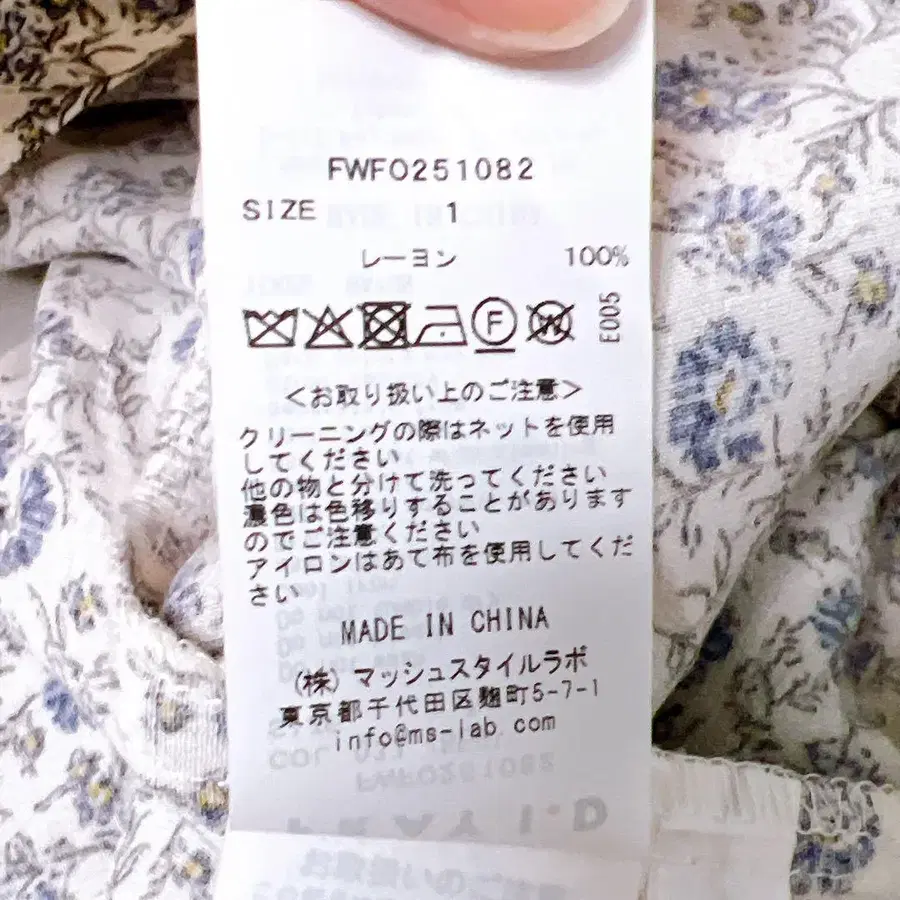 FWFO251082
SIZE 1
レーヨン 100%
F W E005
<お取り扱い上のご注意>
クリーニングの際はネットを使用
してください
他の物と分けて洗ってください
濃色は色移りすることがあります
のでご注意ください
アイロンはあて布を使用してくだ
さい
MADE IN CHINA
(株)マッシュスタイルラボ
東京都千代田区麹町5-7-1
info@ms-lab.com